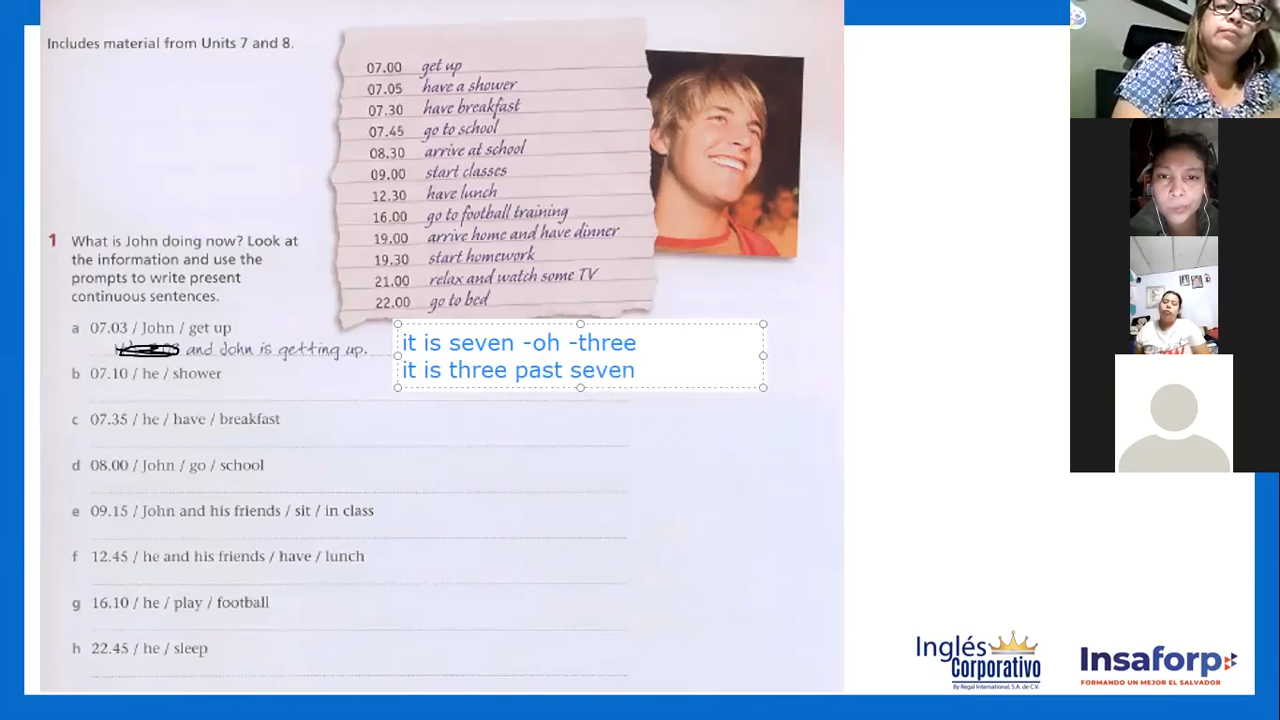 Includes material from Units 7 and 8.
07.00 get up
07.05 have a shower
07.30 have breakfast
07.45 go to school
08.30 arrive at school
09.00 start classes
12.30 have lunch
16.00 go to football training
19.00 arrive home and have dinner
19.30 start homework
21.00 relax and watch some TV
22.00 go to bed
1 What is John doing now? Look at
the information and use the
prompts to write present
continuous sentences.
a 07.03 / John / get up
and John is getting up.
it is seven -oh -three
it is three past seven
b 07.10 / he / shower
c 07.35 / he / have / breakfast
d 08.00 / John / go / school
e 09.15 / John and his friends / sit / in class
f 12.45 / he and his friends / have / lunch
g 16.10 / he / play / football
h 22.45 / he / sleep
Inglés
Corporativo
By Regal International, S.A. de C.V.
Insaforp
FORMANDO UN MEJOR EL SALVADOR